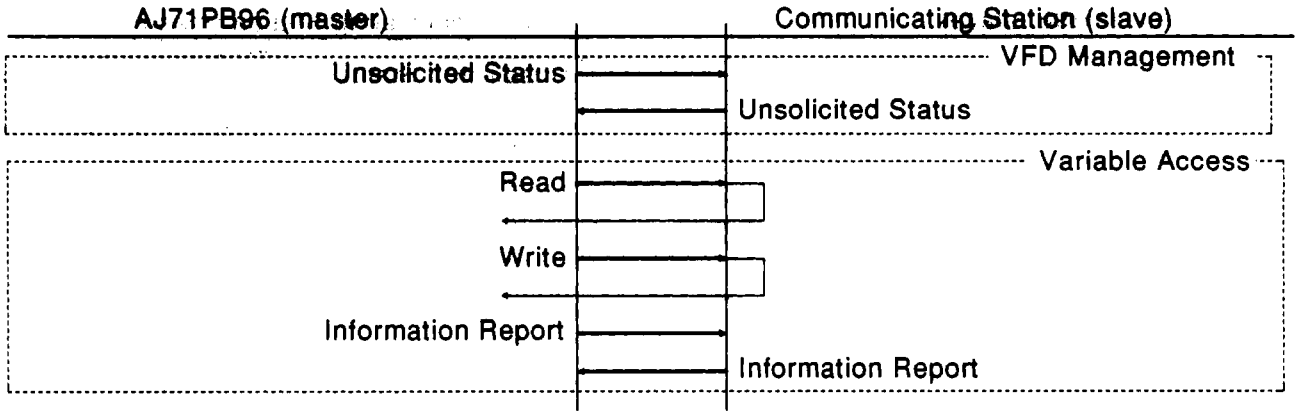 AJ71PB96 (master) Communicating Station (slave)
VFD Management
Unsolicited Status
Unsolicited Status
Variable Access
Read
Write
Information Report
Information Report